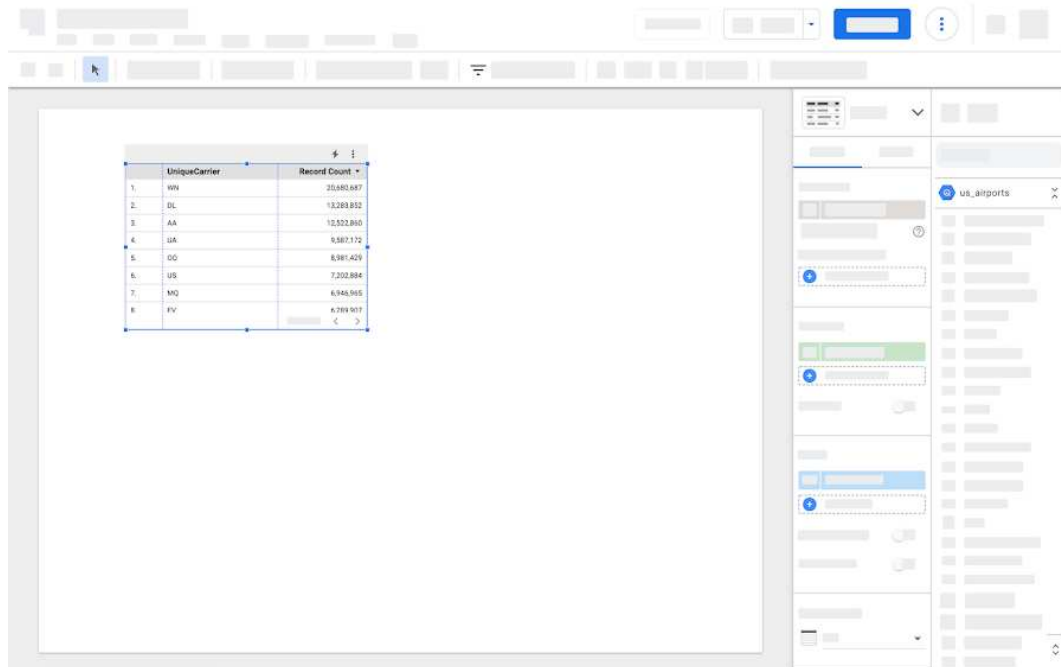 UniqueCarrier Record Count
1. WN 20,680,687
2. DL 13,283,852
3. AA 12,522,860
4. UA 9,587,172
5. OO 8,981,429
6. US 7,202,884
7. MQ 6,946,965
8. EV 6,789,907
us_airports